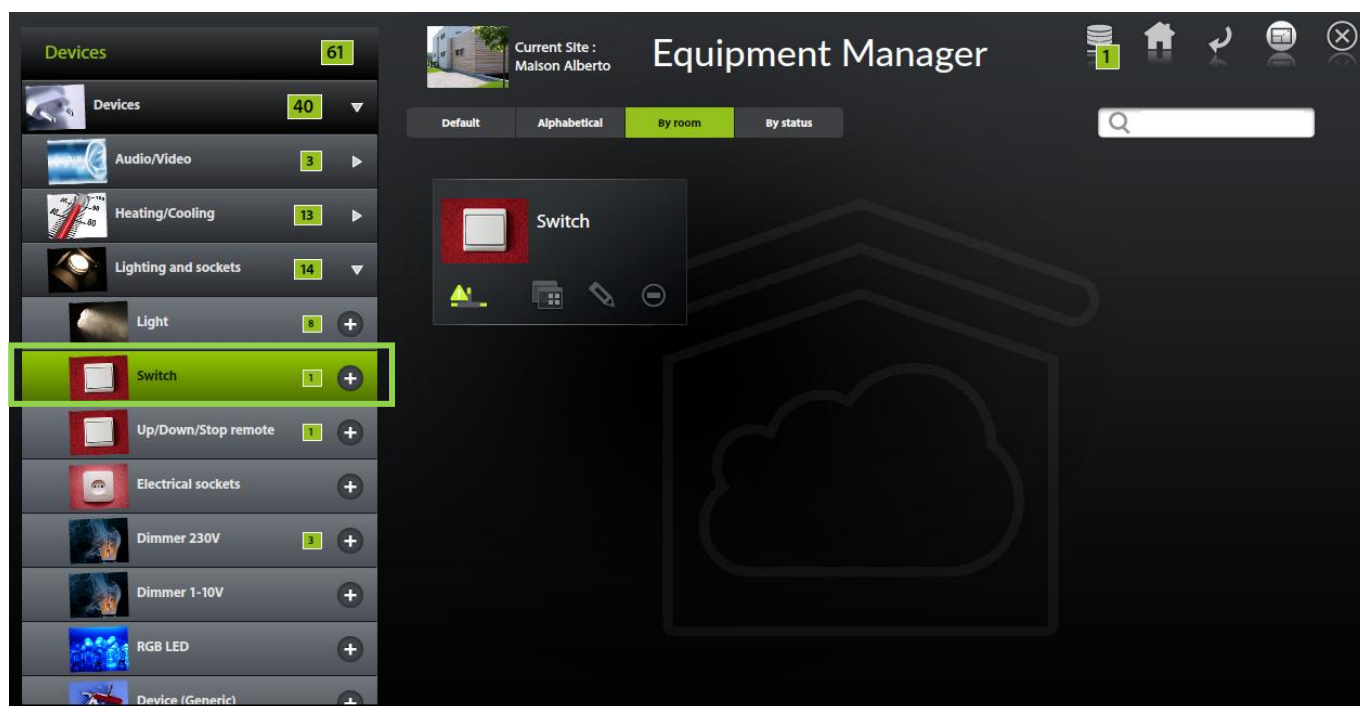 Devices 61
Current Site :
Maison Alberto
Equipment Manager
1
Devices 40
Default Alphabetical By room By status
Audio/Video 3
Heating/Cooling 13
Switch
Lighting and sockets 14
Light 8
Switch 1
Up/Down/Stop remote 1
Electrical sockets
Dimmer 230V 3
Dimmer 1-10V
RGB LED
Device (Generic)